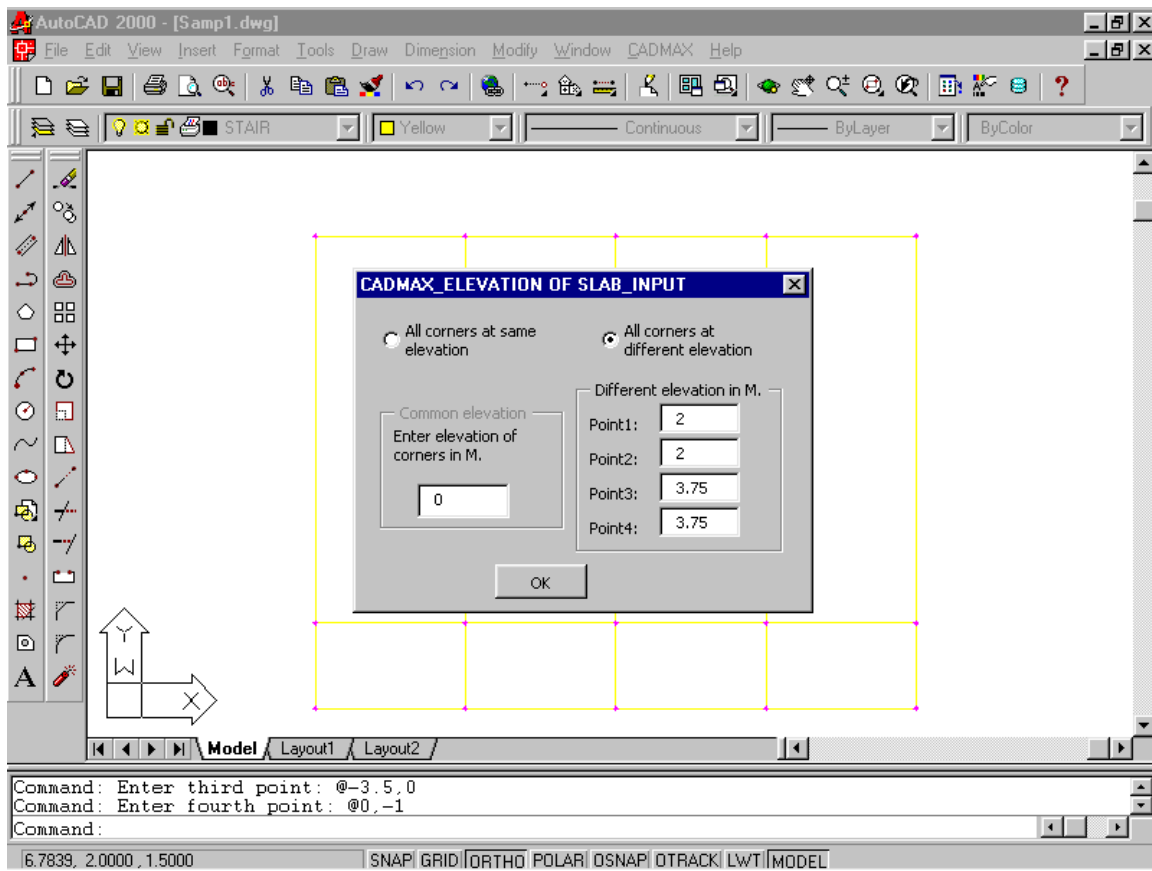 AutoCAD 2000 - [Samp1.dwg]
File Edit View Insert Format Tools Draw Dimension Modify Window CADMAX Help
STAIR Yellow Continuous ByLayer ByColor
CADMAX_ELEVATION OF SLAB_INPUT
All corners at same
elevation
All corners at
different elevation
Common elevation
Enter elevation of
corners in M.
0
Different elevation in M.
Point1: 2
Point2: 2
Point3: 3.75
Point4: 3.75
OK
Y
W
X
A
Model Layout1 Layout2
Command: Enter third point: @-3.5,0
Command: Enter fourth point: @0,-1
Command:
6.7839, 2.0000 , 1.5000 SNAP GRID ORTHO POLAR OSNAP OTRACK LWT MODEL